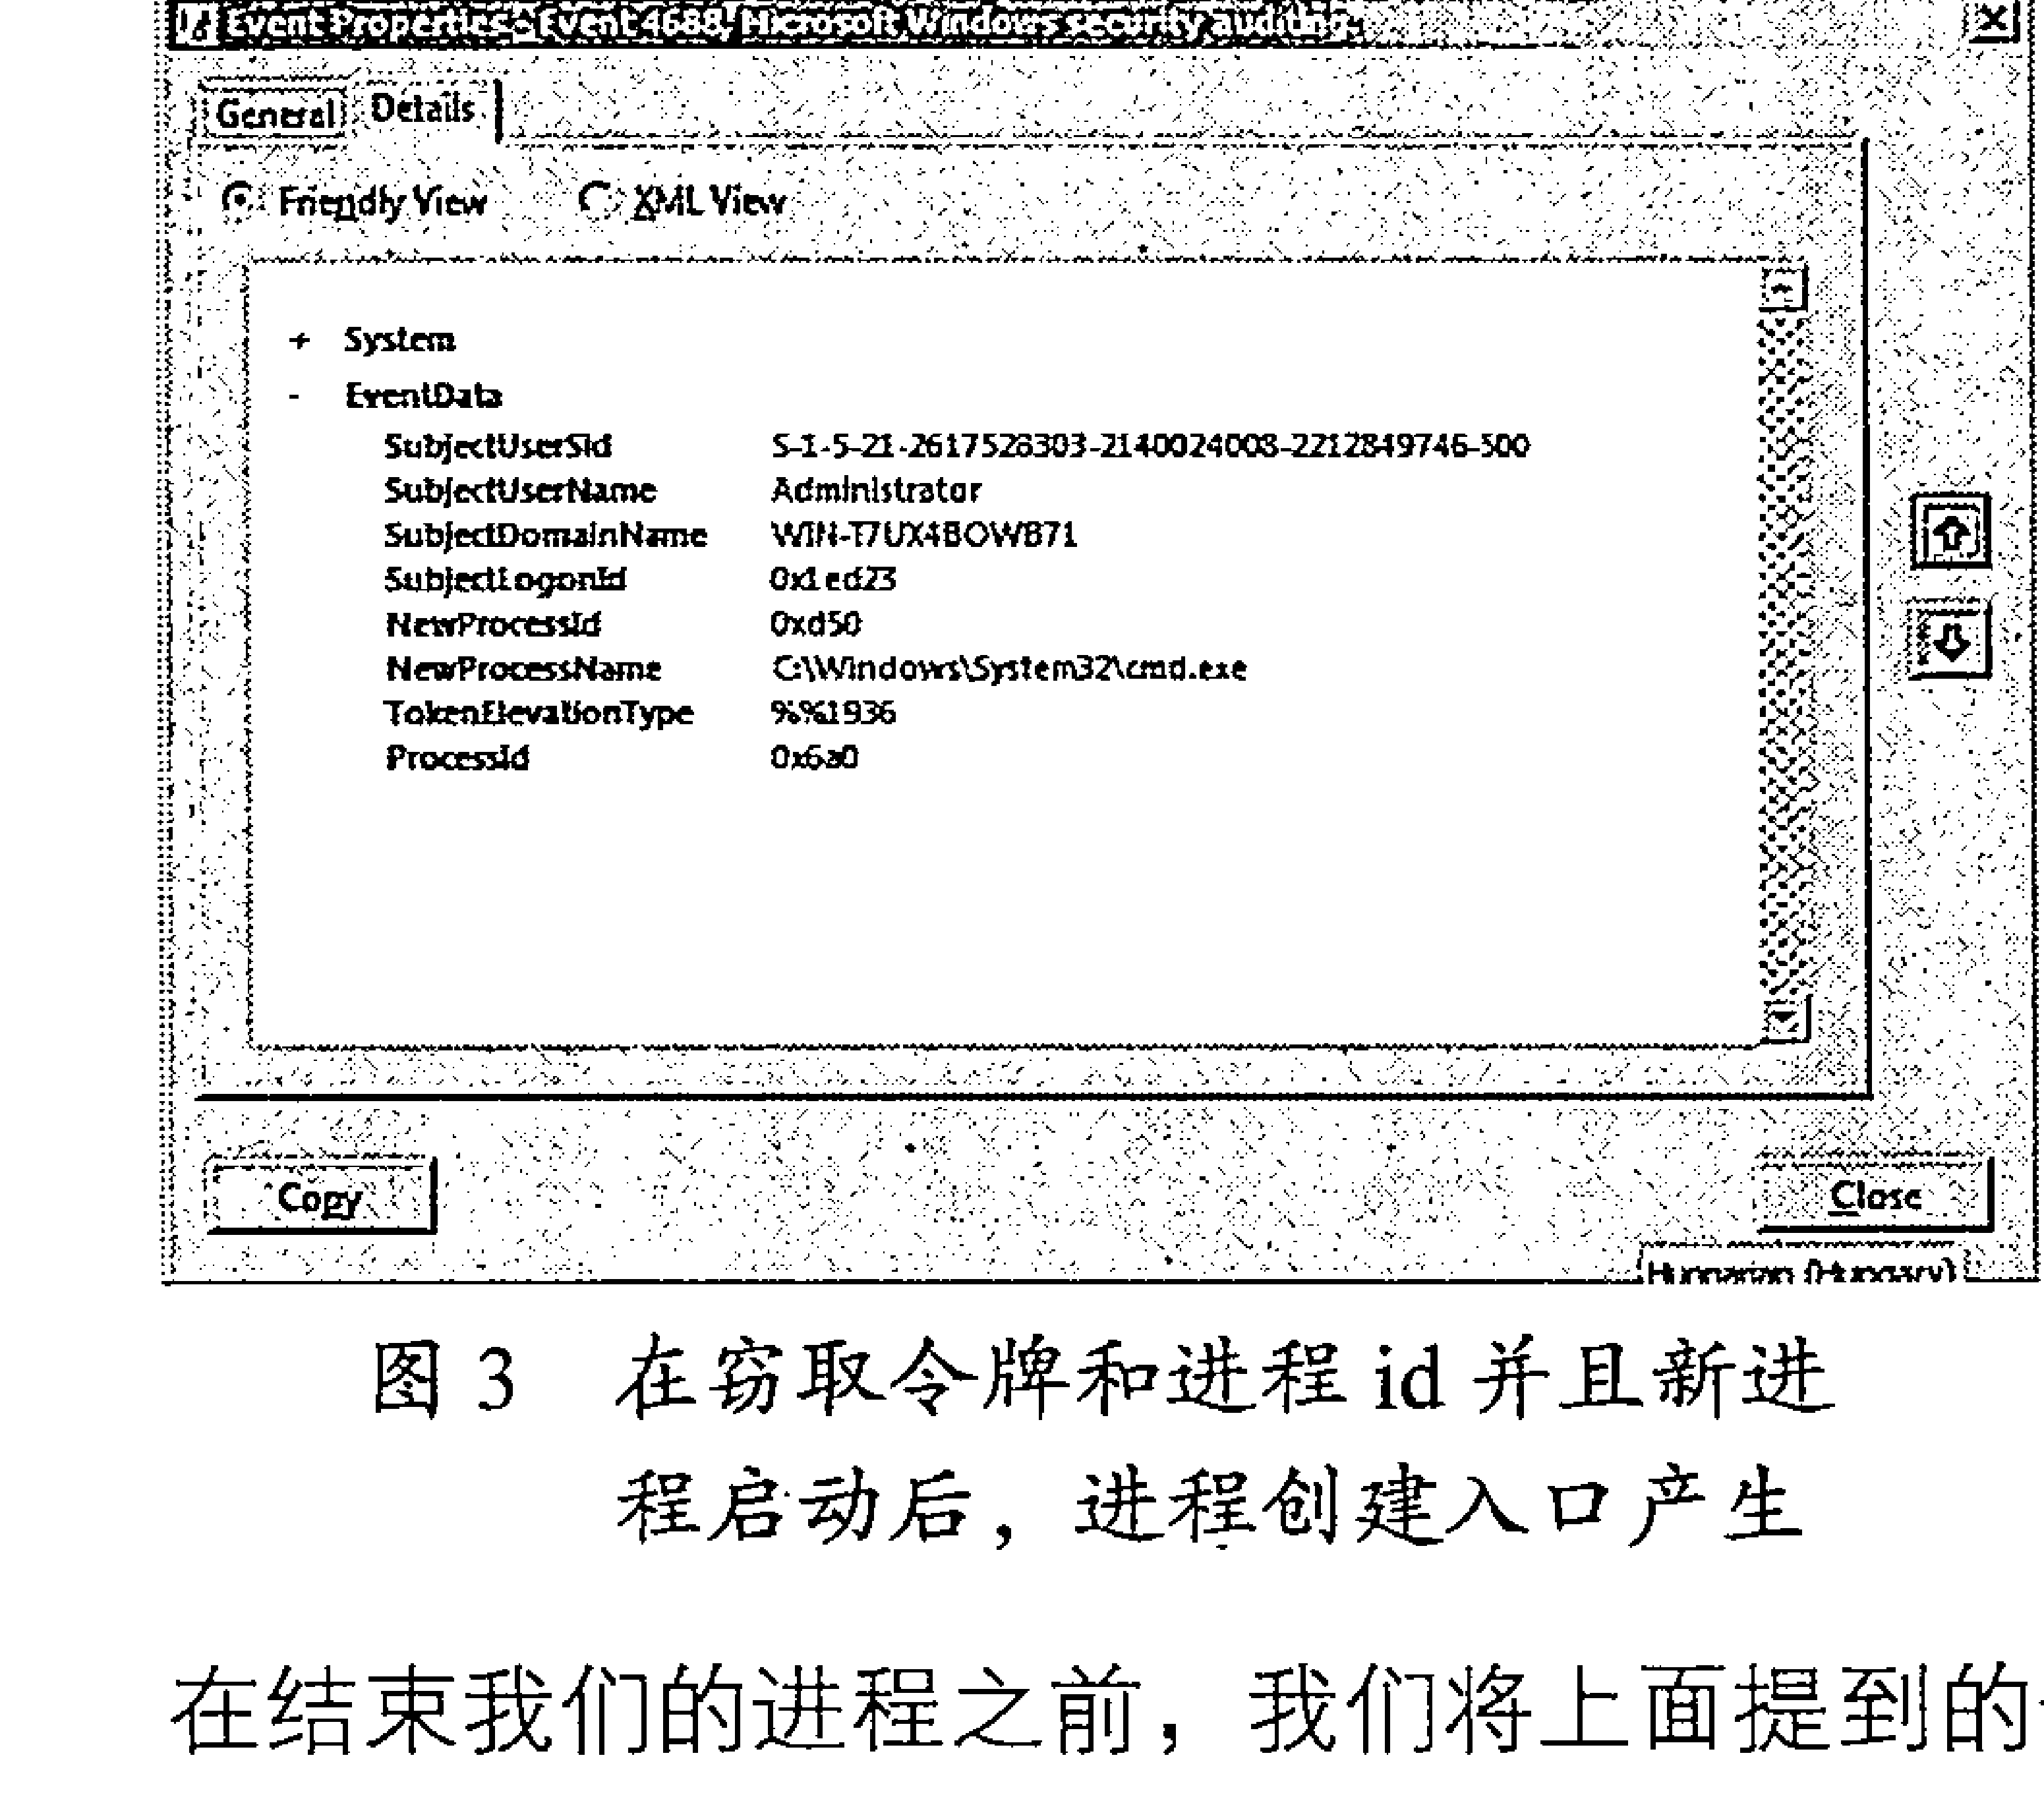 Event Properties - Event 4688, Microsoft Windows security auditing.
General Details
Friendly View XML View
+ System
- EventData
SubjectUserSid S-1-5-21-2617528303-2140024008-2212849746-500
SubjectUserName Administrator
SubjectDomainName WIN-T7UX4BOWB71
SubjectLogonId 0x1ed23
NewProcessId 0xd50
NewProcessName C:\Windows\System32\cmd.exe
TokenElevationType %%1936
ProcessId 0x6a0
Copy Close
Hungarian (Hungary)
图 3 在窃取令牌和进程 id 并且新进
程启动后，进程创建入口产生
在结束我们的进程之前，我们将上面提到的